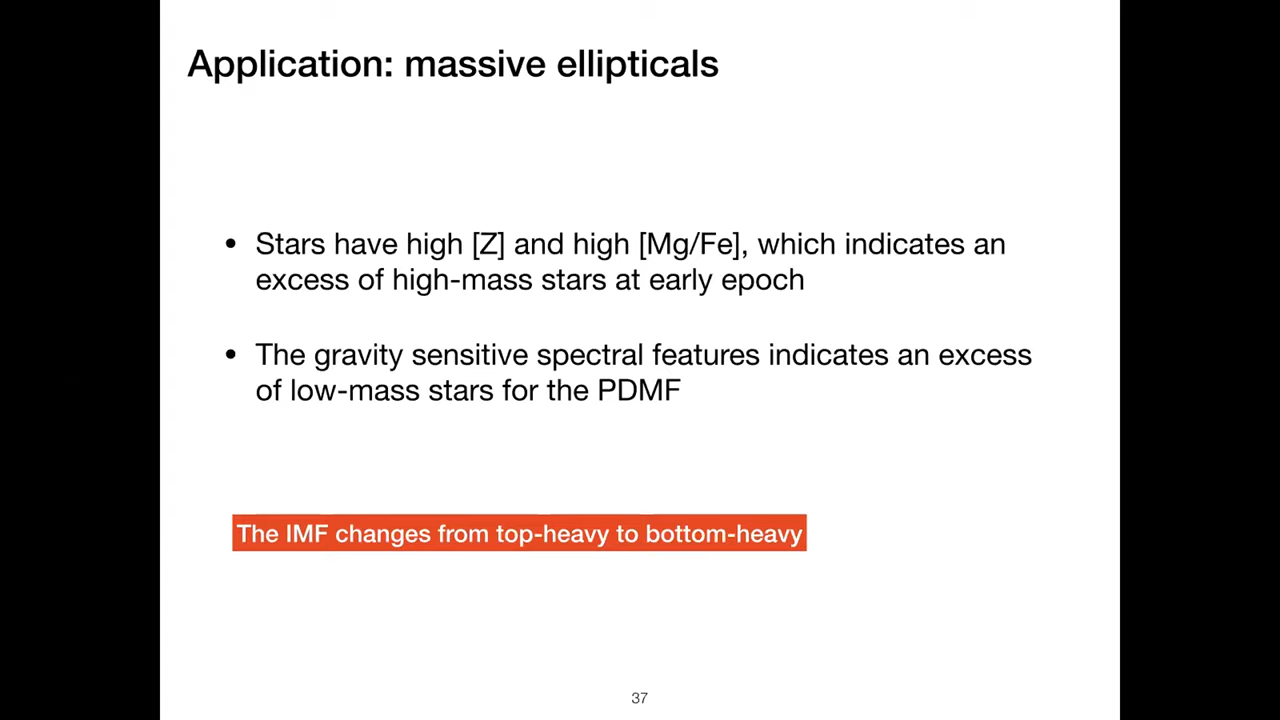 Application: massive ellipticals
• Stars have high [Z] and high [Mg/Fe], which indicates an
excess of high-mass stars at early epoch
• The gravity sensitive spectral features indicates an excess
of low-mass stars for the PDMF
The IMF changes from top-heavy to bottom-heavy
37